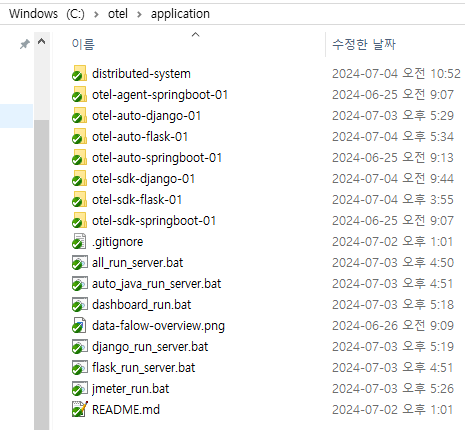 Windows (C:) > otel > application
이름 수정한 날짜
distributed-system 2024-07-04 오전 10:52
otel-agent-springboot-01 2024-06-25 오전 9:07
otel-auto-django-01 2024-07-03 오후 5:29
otel-auto-flask-01 2024-07-04 오후 5:34
otel-auto-springboot-01 2024-06-25 오전 9:13
otel-sdk-django-01 2024-07-04 오전 9:44
otel-sdk-flask-01 2024-07-04 오후 3:55
otel-sdk-springboot-01 2024-06-25 오전 9:07
.gitignore 2024-07-02 오후 1:01
all_run_server.bat 2024-07-03 오후 4:50
auto_java_run_server.bat 2024-07-03 오후 4:51
dashboard_run.bat 2024-07-03 오후 5:18
data-falow-overview.png 2024-06-26 오전 9:09
django_run_server.bat 2024-07-03 오후 5:19
flask_run_server.bat 2024-07-03 오후 4:51
jmeter_run.bat 2024-07-03 오후 5:26
README.md 2024-07-02 오후 1:01